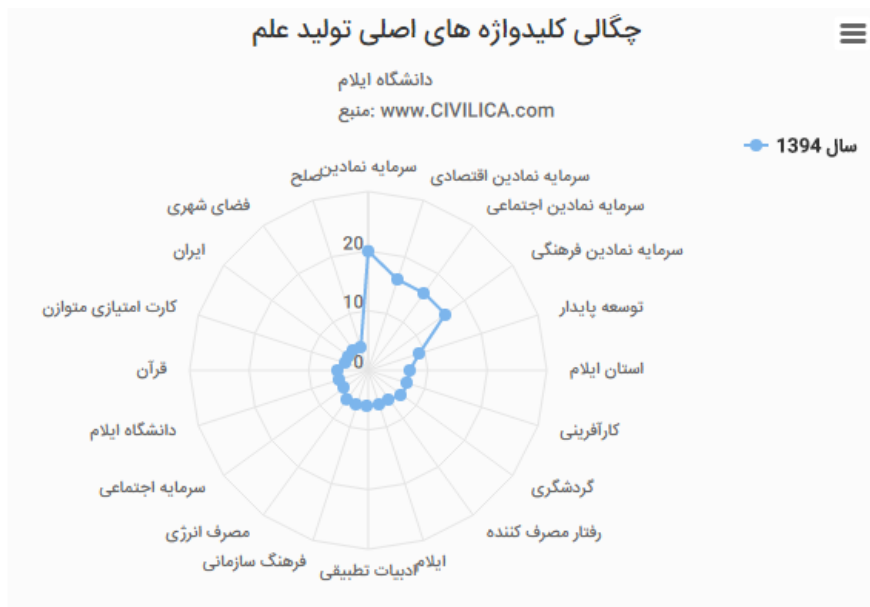 چگالی کلیدواژه های اصلی تولید علم
دانشگاه ایلام
منبع: www.CIVILICA.com
سال 1394
سرمایه نمادین
سرمایه نمادین اقتصادی
سرمایه نمادین اجتماعی
سرمایه نمادین فرهنگی
توسعه پایدار
استان ایلام
کارآفرینی
گردشگری
رفتار مصرف کننده
ایلام
ادبیات تطبیقی
فرهنگ سازمانی
مصرف انرژی
سرمایه اجتماعی
دانشگاه ایلام
قرآن
کارت امتیازی متوازن
ایران
فضای شهری
صلح
20
10
0